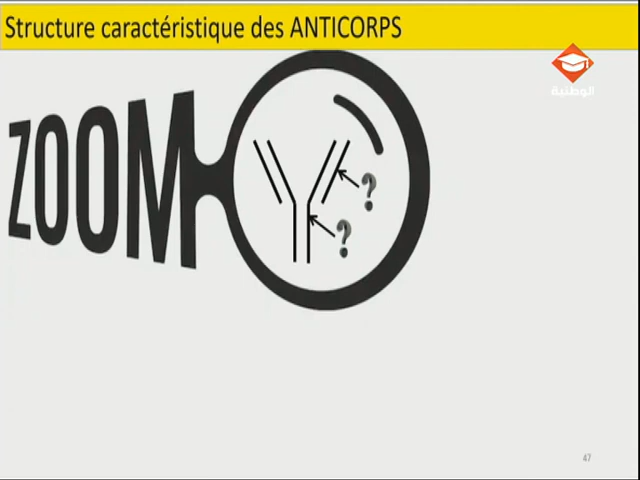 Structure caractéristique des ANTICORPS
الوطنية
ZOOM
?
?
47